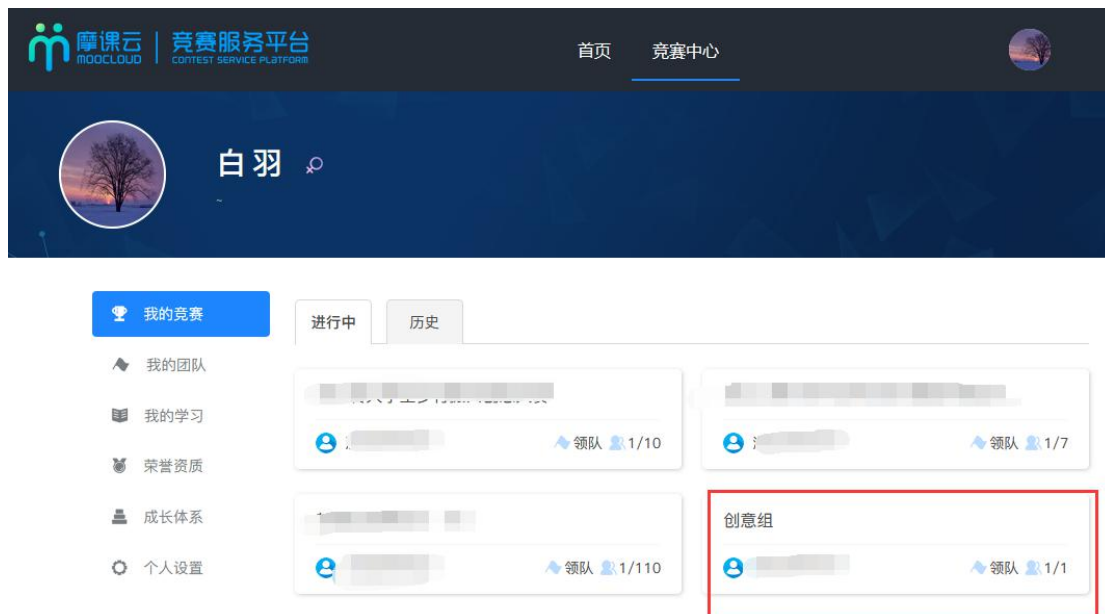 摩课云 | 竞赛服务平台
MOOCLOUD CONTEST SERVICE PLATFORM
首页 竞赛中心
白羽
~
我的竞赛
进行中 历史
我的团队
我的学习
领队 1/10
领队 1/7
荣誉资质
成长体系
创意组
个人设置
领队 1/110
领队 1/1